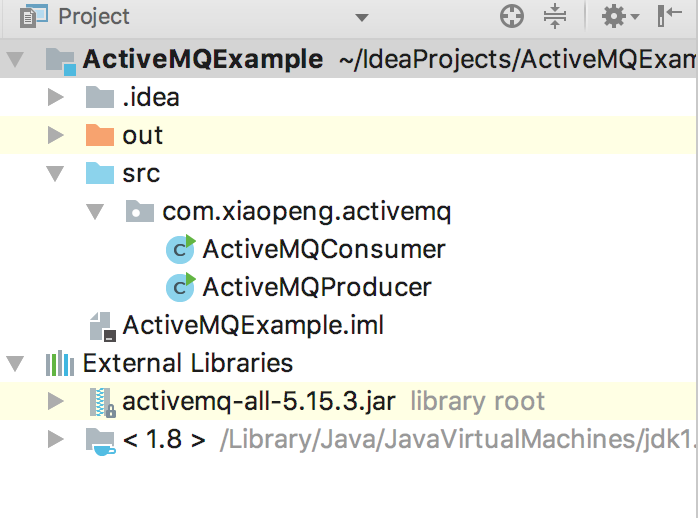 Project
ActiveMQExample ~/IdeaProjects/ActiveMQExam
.idea
out
src
com.xiaopeng.activemq
C ActiveMQConsumer
C ActiveMQProducer
ActiveMQExample.iml
External Libraries
activemq-all-5.15.3.jar library root
< 1.8 > /Library/Java/JavaVirtualMachines/jdk1.